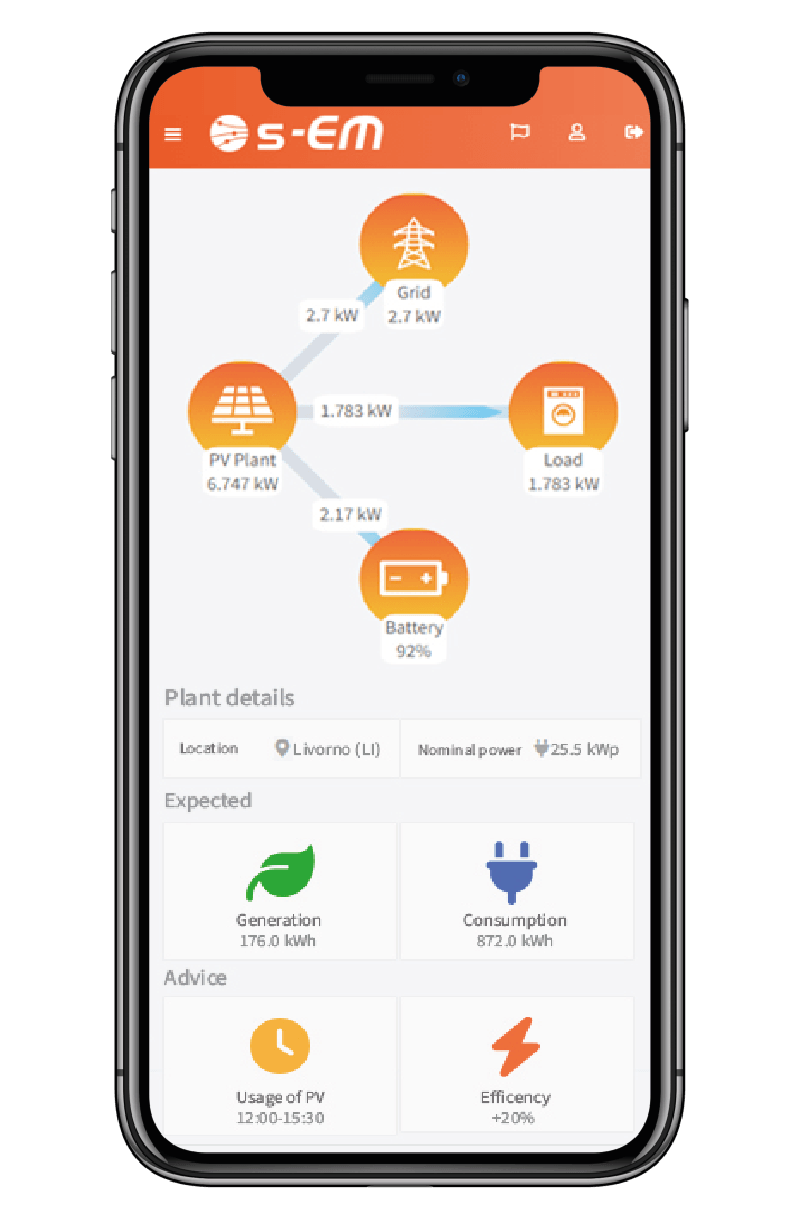 s-EM
Grid
2.7 kW
2.7 kW
1.783 kW
PV Plant
6.747 kW
Load
1.783 kW
2.17 kW
Battery
92%
Plant details
Location Livorno (LI) Nominal power 25.5 kWp
Expected
Generation Consumption
176.0 kWh 872.0 kWh
Advice
Usage of PV Efficency
12:00-15:30 +20%